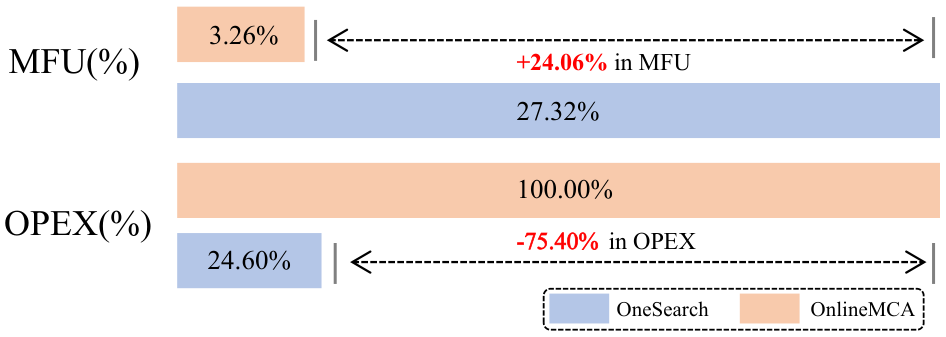 3.26%
MFU(%)
+24.06% in MFU
27.32%
100.00%
OPEX(%)
-75.40% in OPEX
24.60%
OneSearch
OnlineMCA